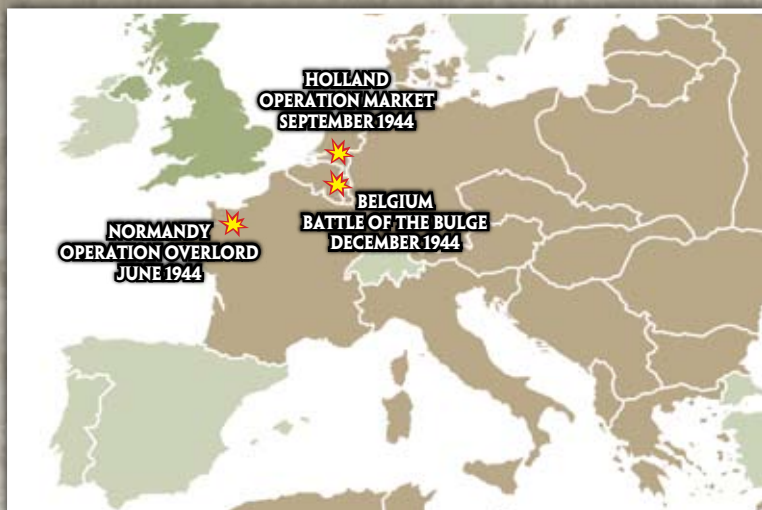 HOLLAND
OPERATION MARKET
SEPTEMBER 1944
BELGIUM
BATTLE OF THE BULGE
DECEMBER 1944
NORMANDY
OPERATION OVERLORD
JUNE 1944